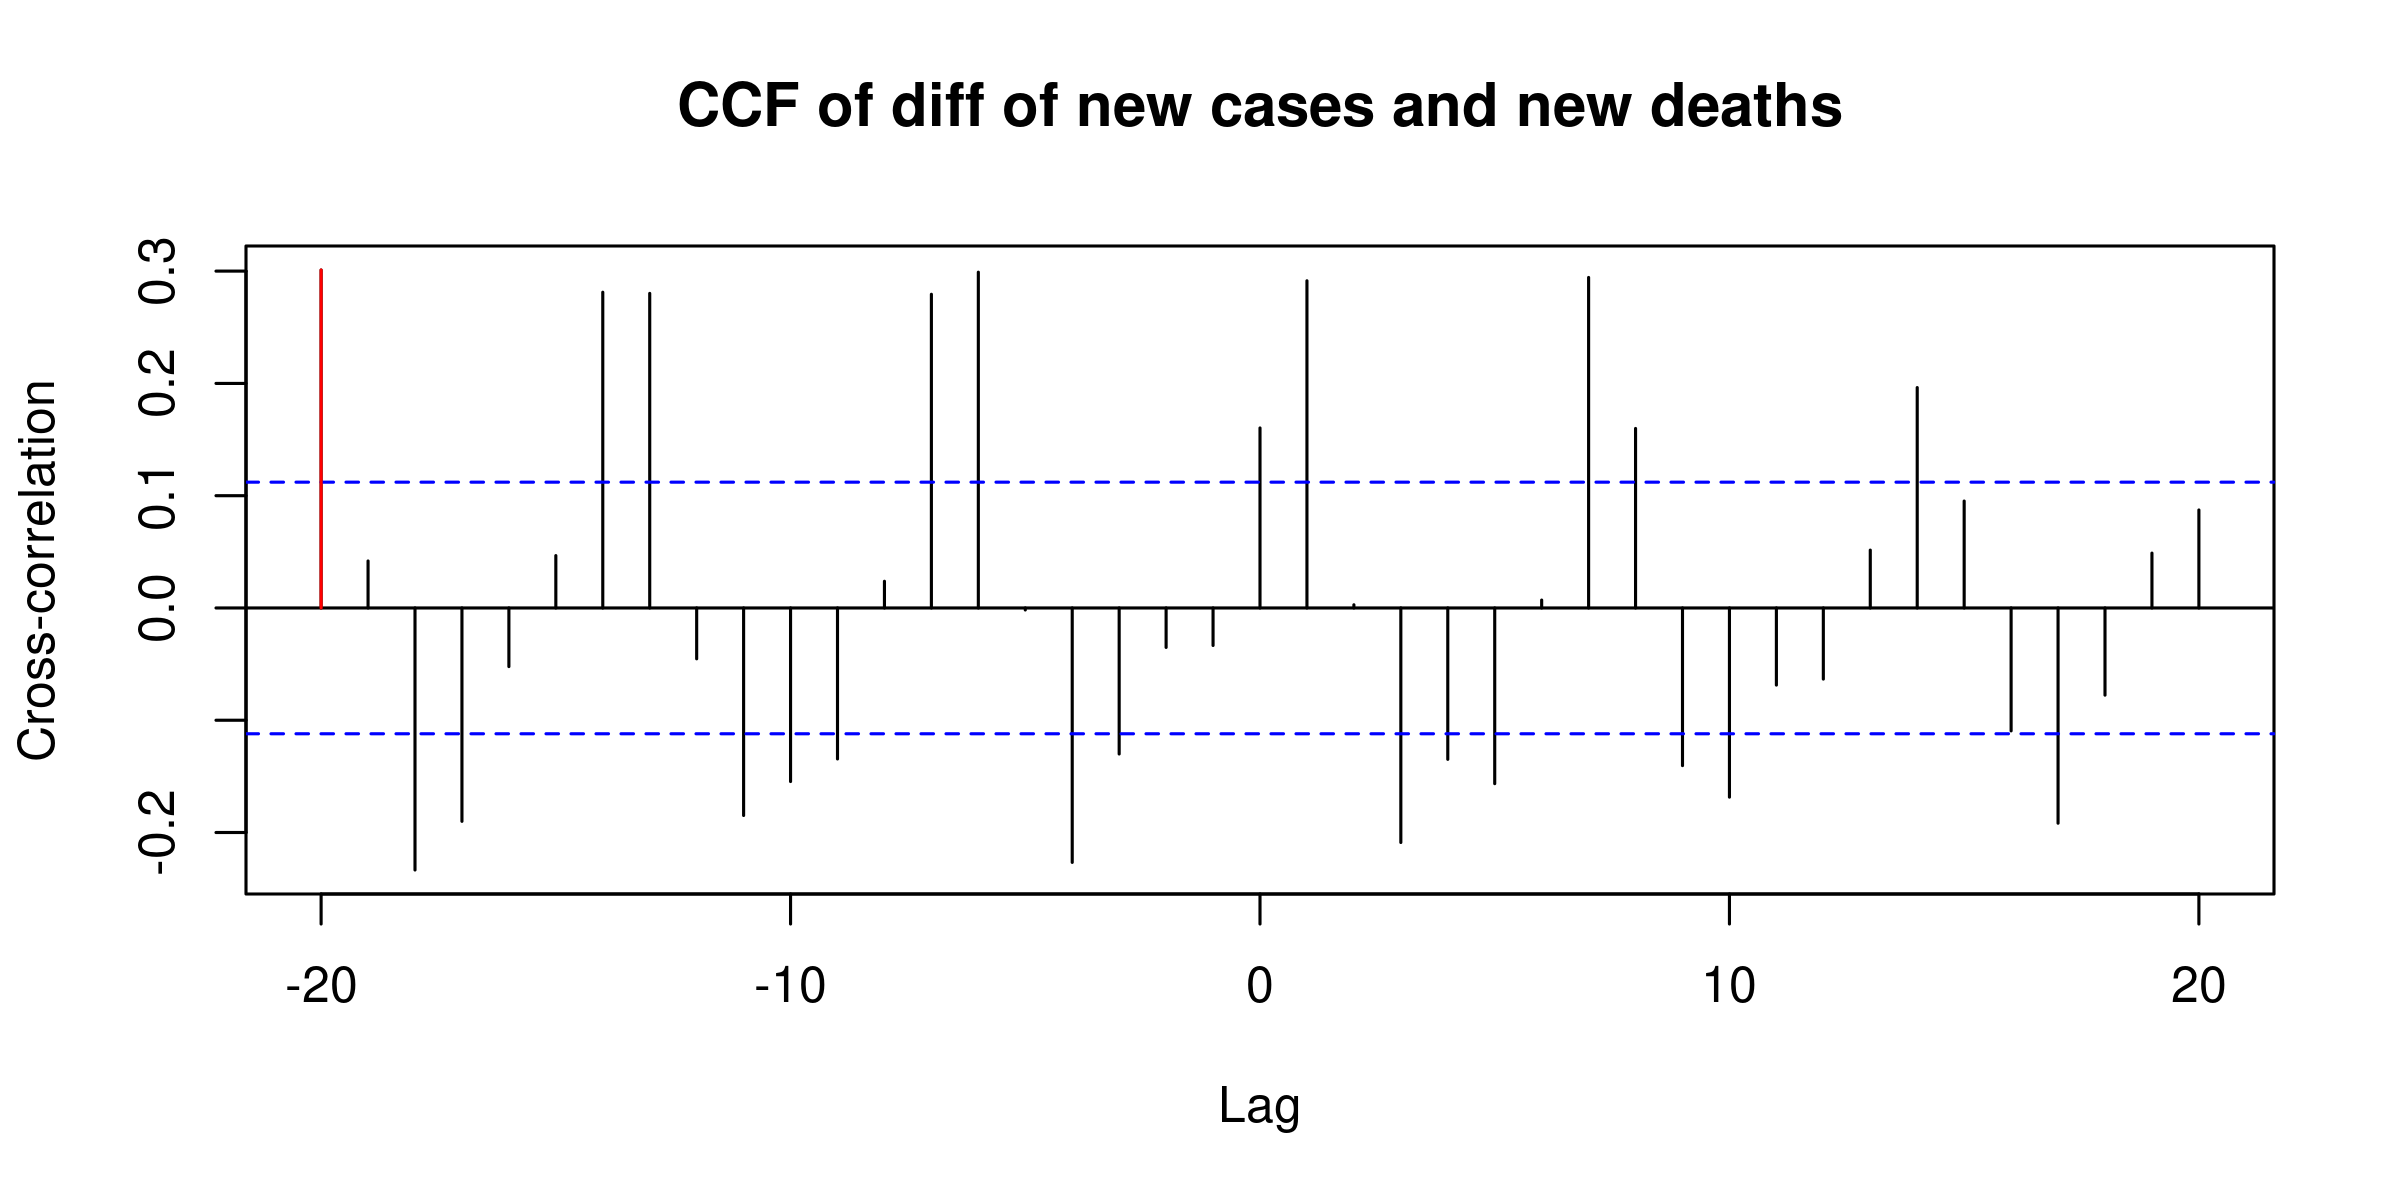 CCF of diff of new cases and new deaths
Cross-correlation
0.3
0.2
0.1
0.0
-0.2
-20 -10 0 10 20
Lag